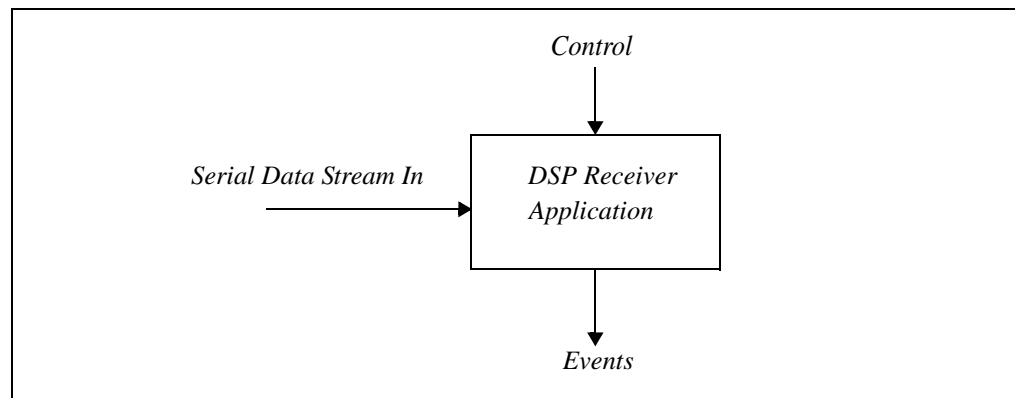 Control
Serial Data Stream In
DSP Receiver
Application
Events